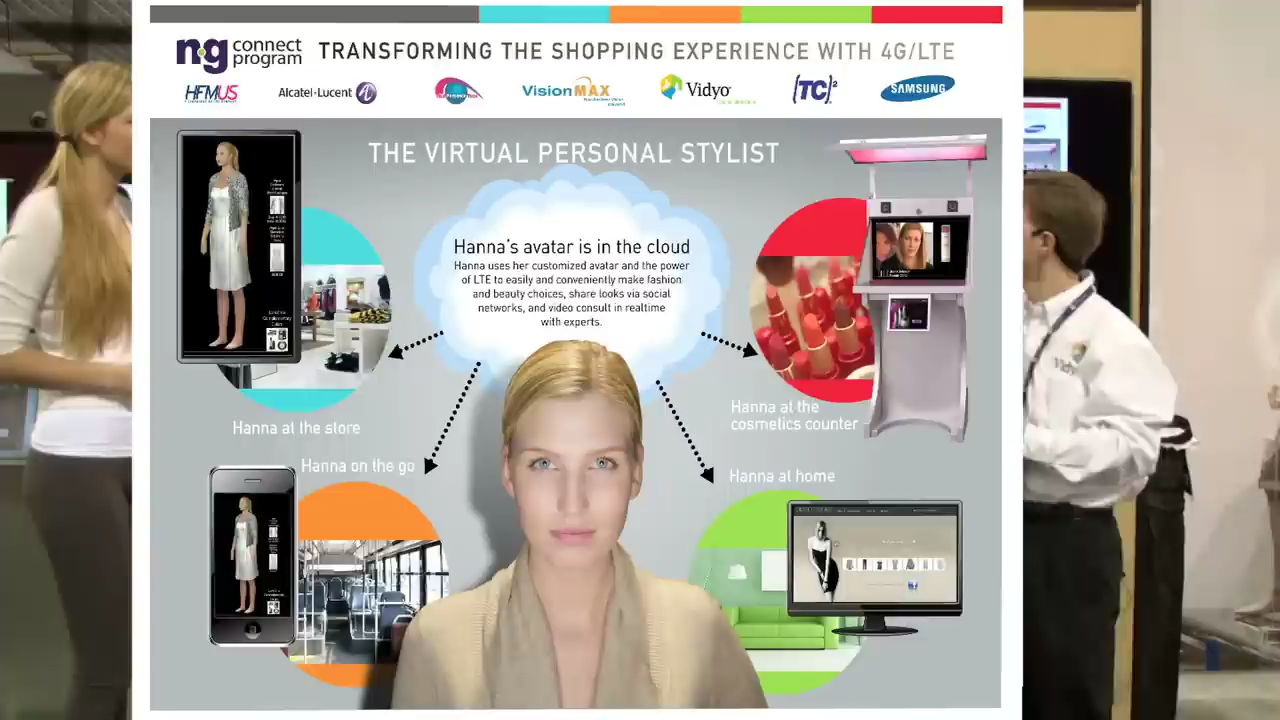 ng connect program
TRANSFORMING THE SHOPPING EXPERIENCE WITH 4G/LTE
HFMUS
Alcatel·Lucent
VisionMAX
Vidyo
[TC]²
SAMSUNG
THE VIRTUAL PERSONAL STYLIST
Hanna's avatar is in the cloud
Hanna uses her customized avatar and the power
of LTE to easily and conveniently make fashion
and beauty choices, share looks via social
networks, and video consult in realtime
with experts.
Hanna at the store
Hanna at the
cosmetics counter
Hanna on the go
Hanna at home